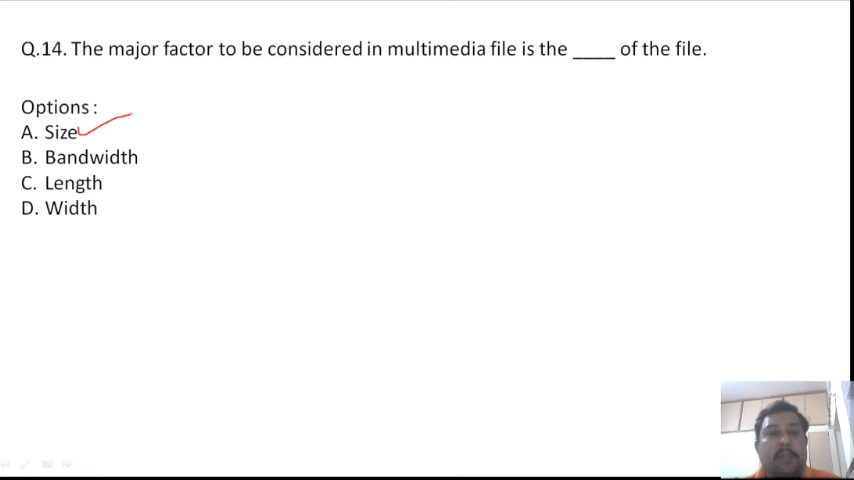 Q.14. The major factor to be considered in multimedia file is the ____ of the file.
Options :
A. Size
B. Bandwidth
C. Length
D. Width